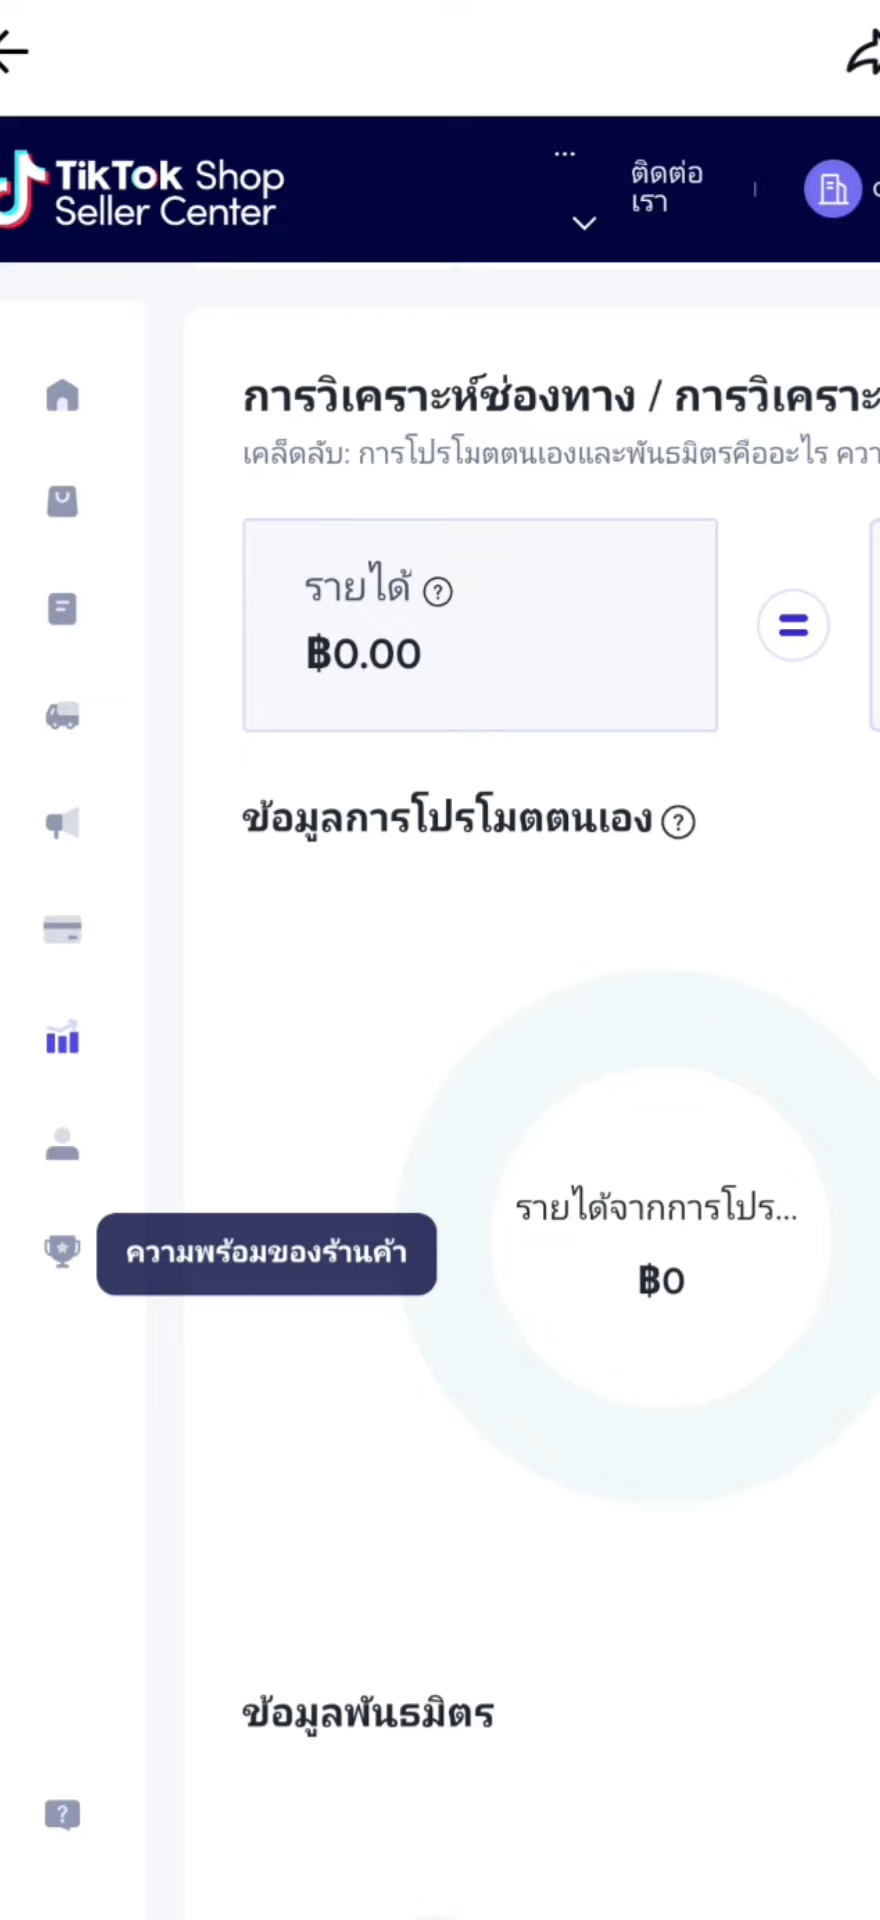 TikTok Shop
Seller Center
...
ติดต่อ
เรา
การวิเคราะห์ช่องทาง / การวิเคราะ
เคล็ดลับ: การโปรโมตตนเองและพันธมิตรคืออะไร ควา
รายได้
฿0.00
ข้อมูลการโปรโมตตนเอง
รายได้จากการโปร...
฿0
ความพร้อมของร้านค้า
ข้อมูลพันธมิตร